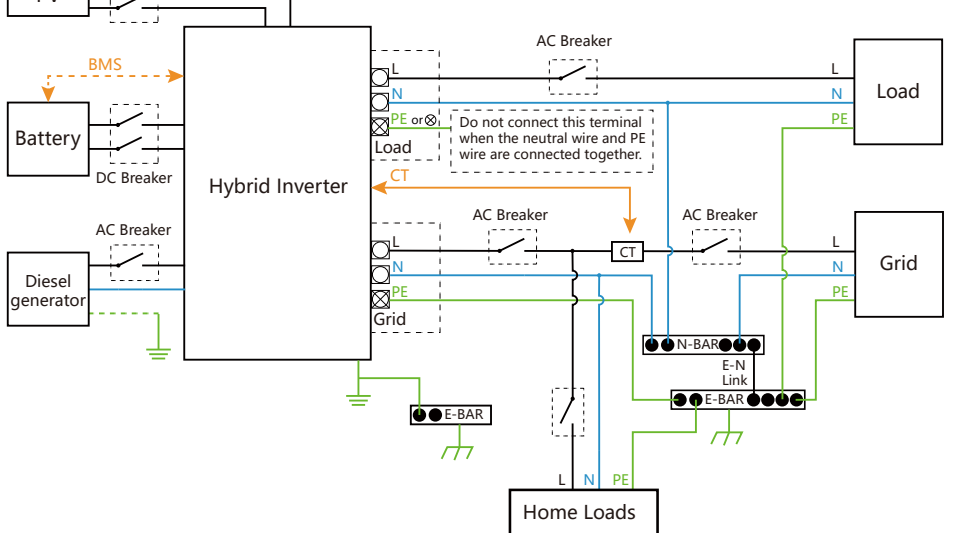 AC Breaker
BMS
L
L
N
N
Load
PE or
PE
Battery
Do not connect this terminal
when the neutral wire and PE
wire are connected together.
Load
DC Breaker
CT
Hybrid Inverter
AC Breaker
AC Breaker
AC Breaker
L
CT
L
N
N
Grid
Diesel
generator
PE
PE
Grid
N-BAR
E-N
Link
E-BAR
E-BAR
L
N
PE
Home Loads